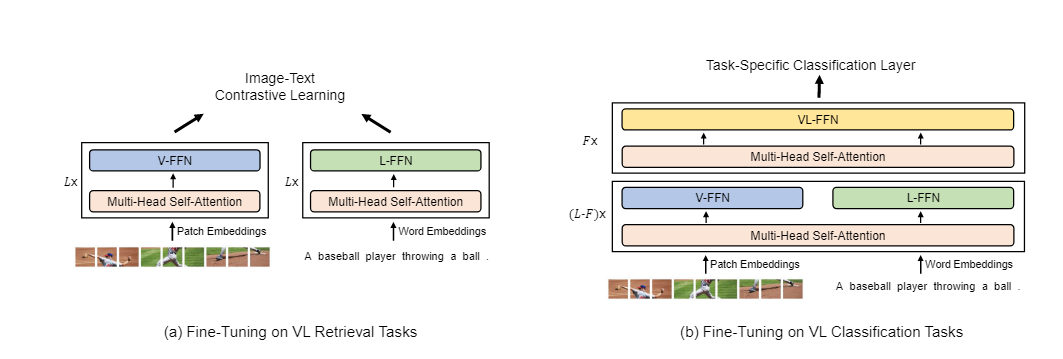 Image-Text
Contrastive Learning
V-FFN
Multi-Head Self-Attention
Lx
Patch Embeddings
L-FFN
Multi-Head Self-Attention
Lx
Word Embeddings
A baseball player throwing a ball .
(a) Fine-Tuning on VL Retrieval Tasks
Task-Specific Classification Layer
VL-FFN
Fx
Multi-Head Self-Attention
V-FFN
L-FFN
(L-F)x
Multi-Head Self-Attention
Patch Embeddings
Word Embeddings
A baseball player throwing a ball .
(b) Fine-Tuning on VL Classification Tasks